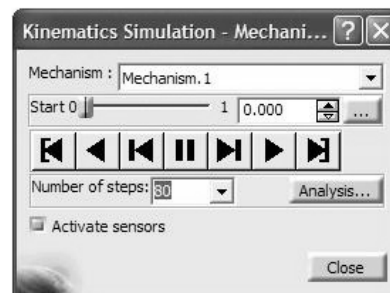 Kinematics Simulation - Mechani... ? X
Mechanism : Mechanism.1
Start 0 1 0.000 ...
Number of steps: 80 Analysis...
Activate sensors
Close